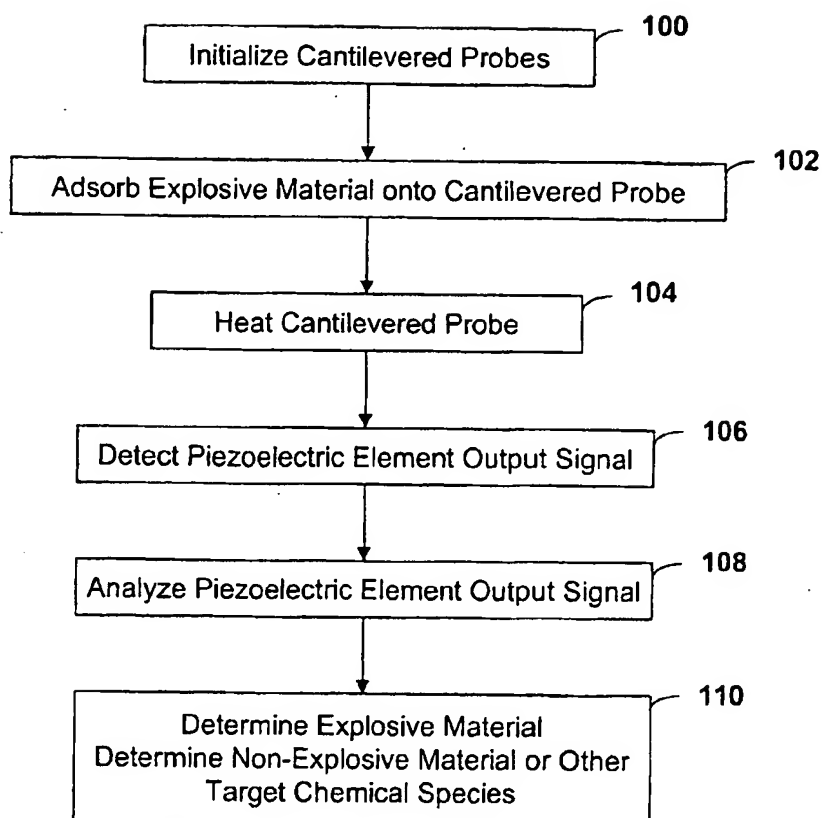 100
Initialize Cantilevered Probes
102
Adsorb Explosive Material onto Cantilevered Probe
104
Heat Cantilevered Probe
106
Detect Piezoelectric Element Output Signal
108
Analyze Piezoelectric Element Output Signal
110
Determine Explosive Material
Determine Non-Explosive Material or Other
Target Chemical Species